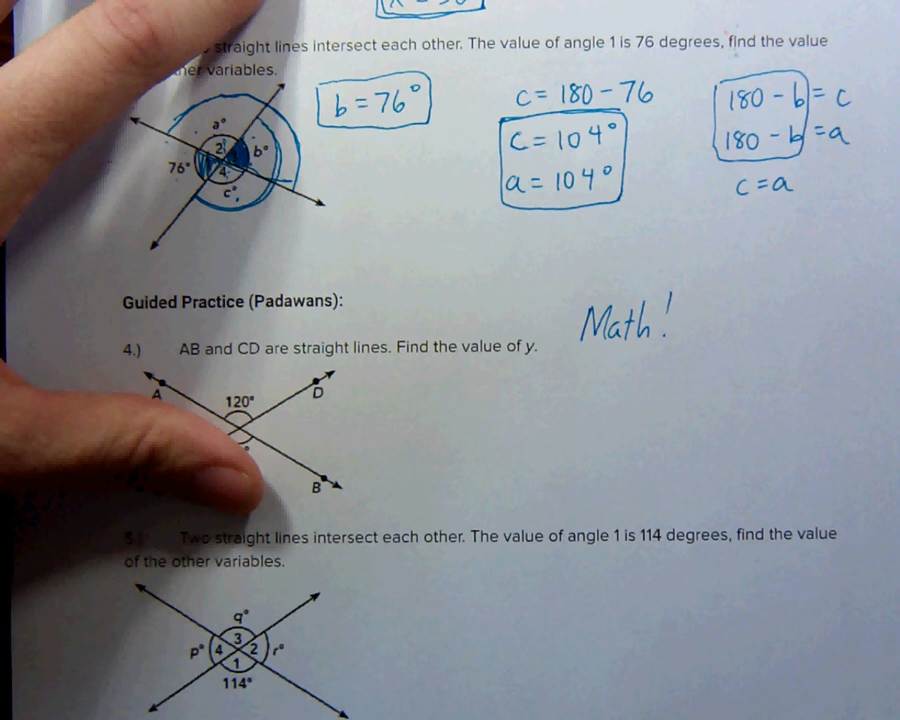 straight lines intersect each other. The value of angle 1 is 76 degrees, find the value
her variables.
b = 76°
c = 180 - 76
c = 104°
a = 104°
180 - b = c
180 - b = a
c = a
a°
2
b°
76°
4
c°
Guided Practice (Padawans):
Math!
4.) AB and CD are straight lines. Find the value of y.
A
120°
D
B
5 Two straight lines intersect each other. The value of angle 1 is 114 degrees, find the value
of the other variables.
q°
3
p° 4 2 r°
1
114°